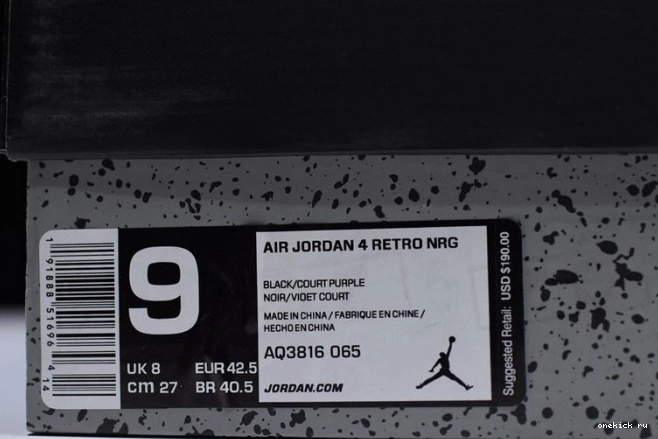 1 91888 51696 4 14
9
UK 8 EUR 42.5
cm 27 BR 40.5
AIR JORDAN 4 RETRO NRG
BLACK/COURT PURPLE
NOIR/VIOET COURT
MADE IN CHINA / FABRIQUE EN CHINE /
HECHO EN CHINA
AQ3816 065
JORDAN.COM
Suggested Retail: USD $190.00
onekick ru